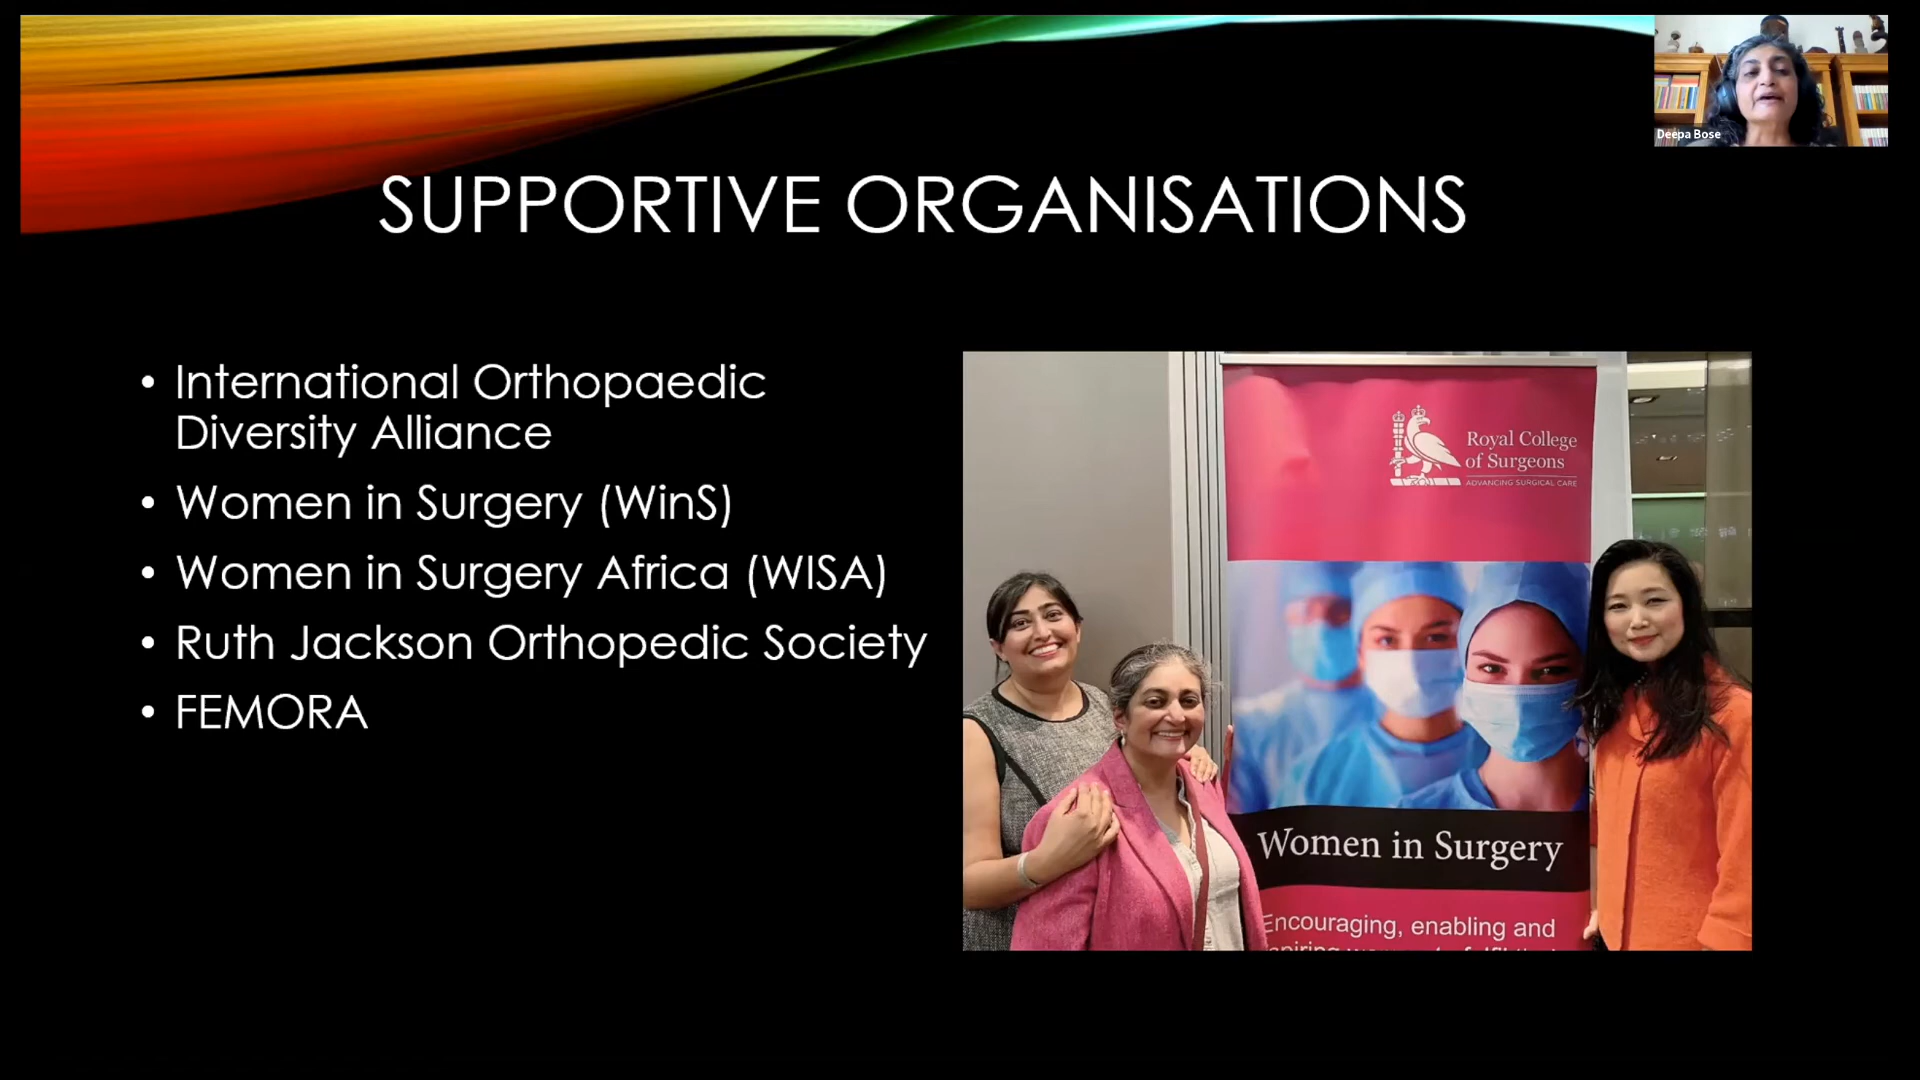 Deepa Bose
SUPPORTIVE ORGANISATIONS
• International Orthopaedic
Diversity Alliance
• Women in Surgery (WinS)
• Women in Surgery Africa (WISA)
• Ruth Jackson Orthopedic Society
• FEMORA
Royal College
of Surgeons
ADVANCING SURGICAL CARE
Women in Surgery
Encouraging, enabling and